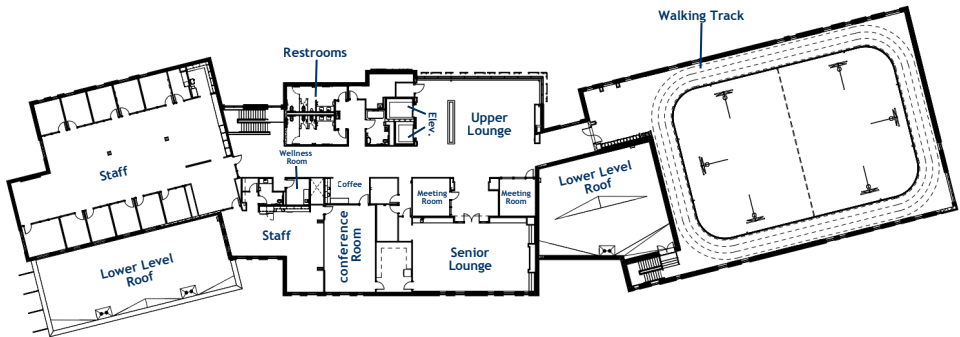 Walking Track
Restrooms
Elev.
Upper
Lounge
Wellness
Room
Staff
Coffee
Meeting
Room
Meeting
Room
Lower Level
Roof
Staff
conference
Room
Senior
Lounge
Lower Level
Roof